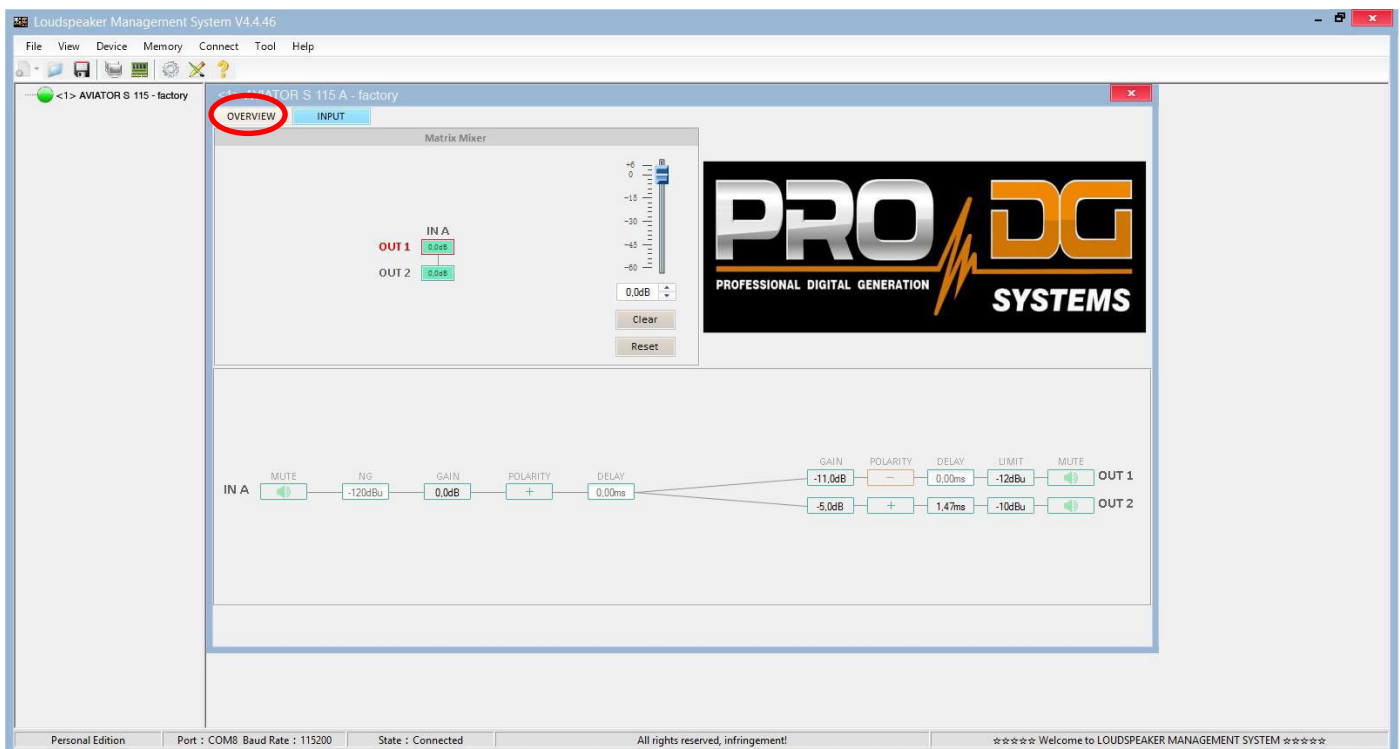 Loudspeaker Management System V4.4.46
File View Device Memory Connect Tool Help
<1> AVIATOR S 115 - factory
<1> AVIATOR S 115 A - factory
OVERVIEW INPUT
Matrix Mixer
+6
0
-15
-30
-45
-60
IN A
OUT 1 0,0dB
OUT 2 0,0dB
0,0dB
Clear
Reset
PRO DG
PROFESSIONAL DIGITAL GENERATION
SYSTEMS
MUTE NG GAIN POLARITY DELAY
IN A -120dBu 0,0dB + 0,00ms
GAIN POLARITY DELAY LIMIT MUTE
-11,0dB - 0,00ms -12dBu OUT 1
-5,0dB + 1,47ms -10dBu OUT 2
Personal Edition Port : COM8 Baud Rate : 115200 State : Connected All rights reserved, infringement! ☆☆☆☆☆ Welcome to LOUDSPEAKER MANAGEMENT SYSTEM ☆☆☆☆☆